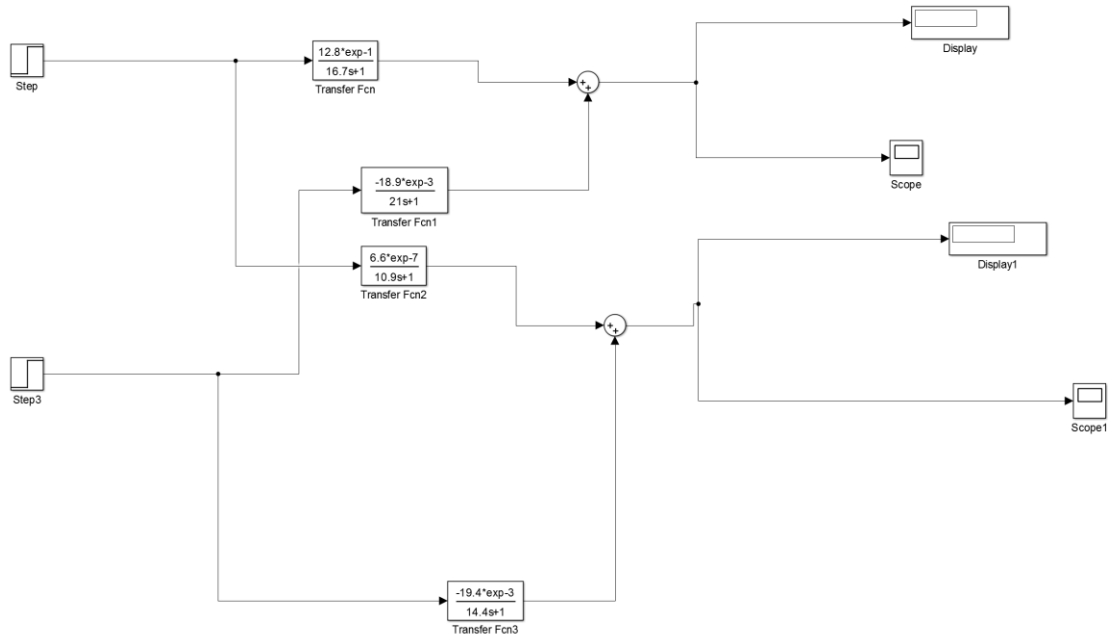 Step
12.8*exp-1
16.7s+1
Transfer Fcn
Display
Scope
-18.9*exp-3
21s+1
Transfer Fcn1
6.6*exp-7
10.9s+1
Transfer Fcn2
Display1
Step3
Scope1
-19.4*exp-3
14.4s+1
Transfer Fcn3